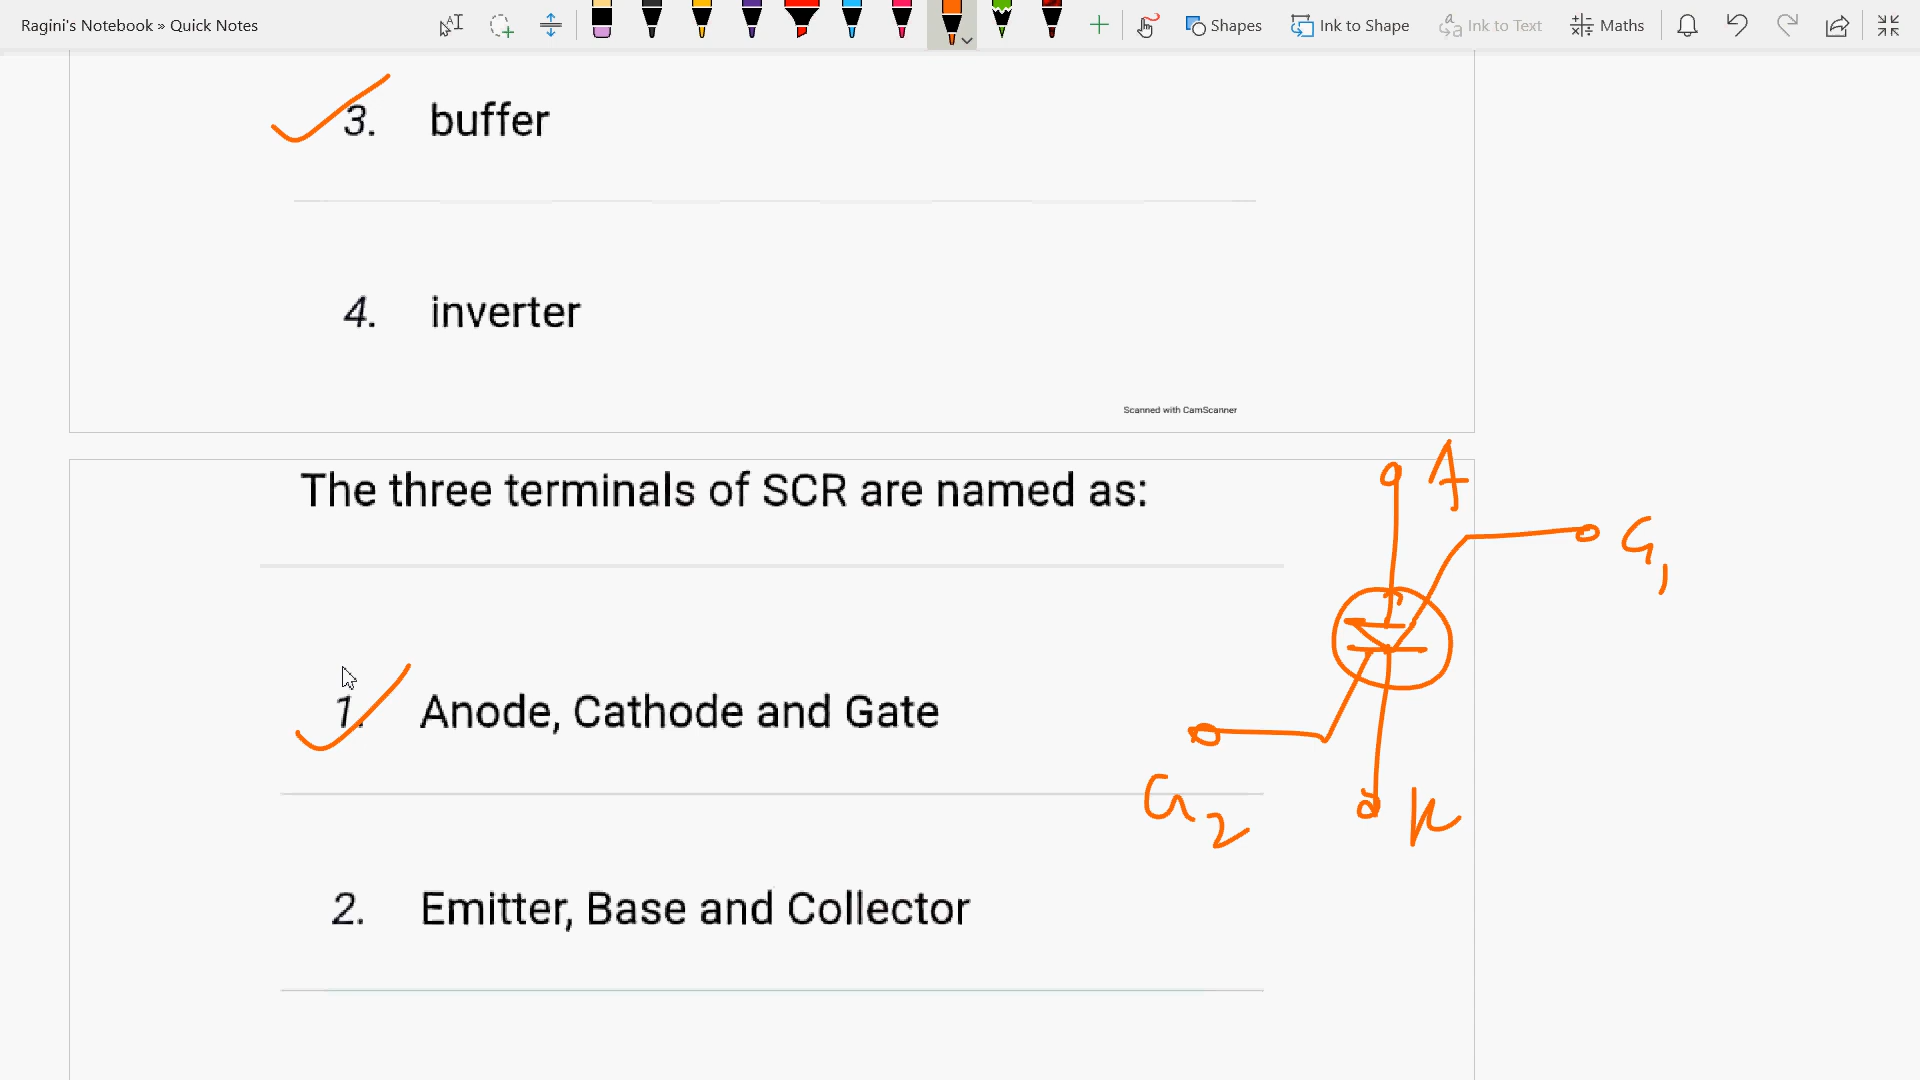 Ragini's Notebook » Quick Notes
Shapes
Ink to Shape
Ink to Text
Maths
3. buffer
4. inverter
Scanned with CamScanner
The three terminals of SCR are named as:
1. Anode, Cathode and Gate
2. Emitter, Base and Collector
A
G1
G2
K